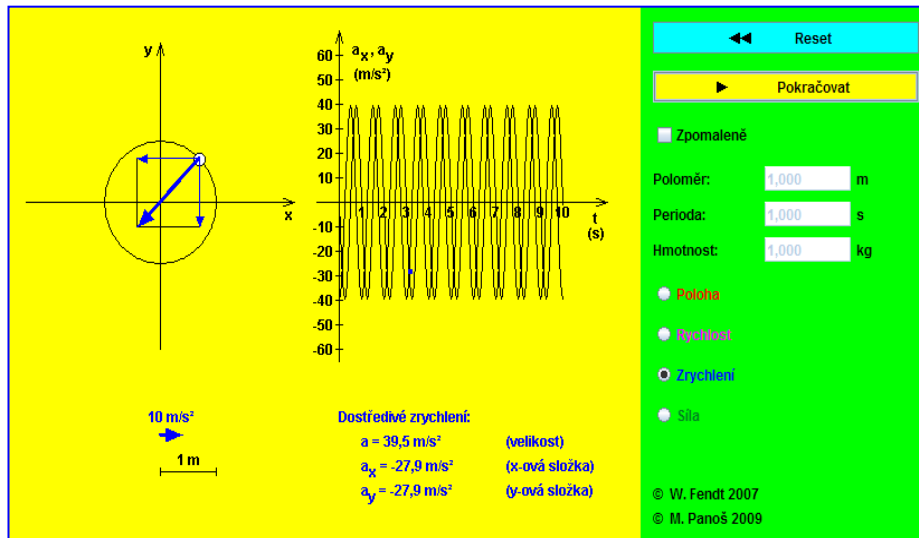 y
x
10 m/s²
1 m
aₓ, a_y
(m/s²)
60
50
40
30
20
10
-10
-20
-30
-40
-50
-60
1 2 3 4 5 6 7 8 9 10 t
(s)
Dostředivé zrychlení:
a = 39,5 m/s² (velikost)
aₓ = -27,9 m/s² (x-ová složka)
a_y = -27,9 m/s² (y-ová složka)
Reset
Pokračovat
Zpomaleně
Poloměr: 1,000 m
Perioda: 1,000 s
Hmotnost: 1,000 kg
Poloha
Rychlost
Zrychlení
Síla
© W. Fendt 2007
© M. Panoš 2009